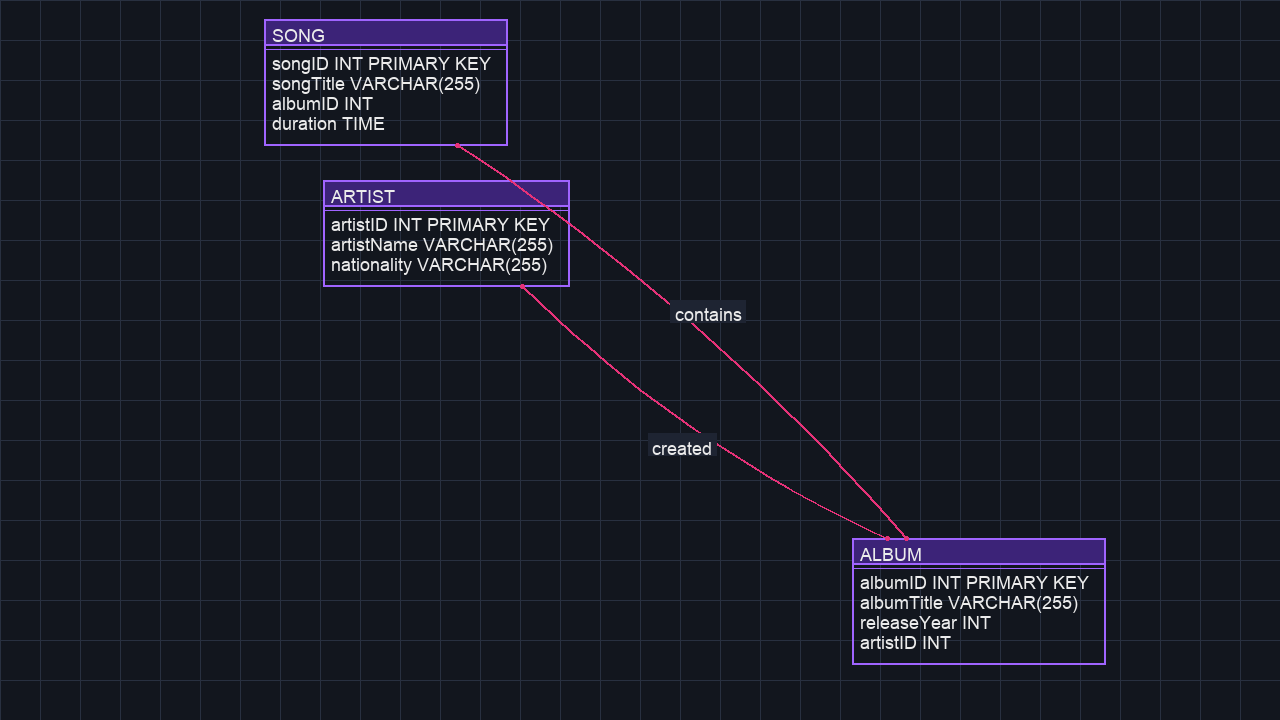 SONG
songID INT PRIMARY KEY
songTitle VARCHAR(255)
albumID INT
duration TIME
ARTIST
artistID INT PRIMARY KEY
artistName VARCHAR(255)
nationality VARCHAR(255)
contains
created
ALBUM
albumID INT PRIMARY KEY
albumTitle VARCHAR(255)
releaseYear INT
artistID INT